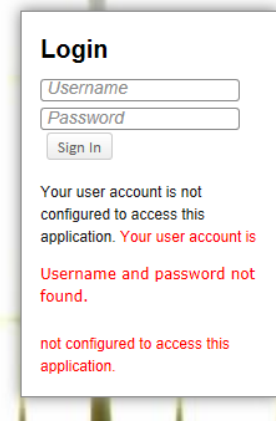 Login
Username
Password
Sign In
Your user account is not
configured to access this
application. Your user account is
Username and password not
found.
not configured to access this
application.